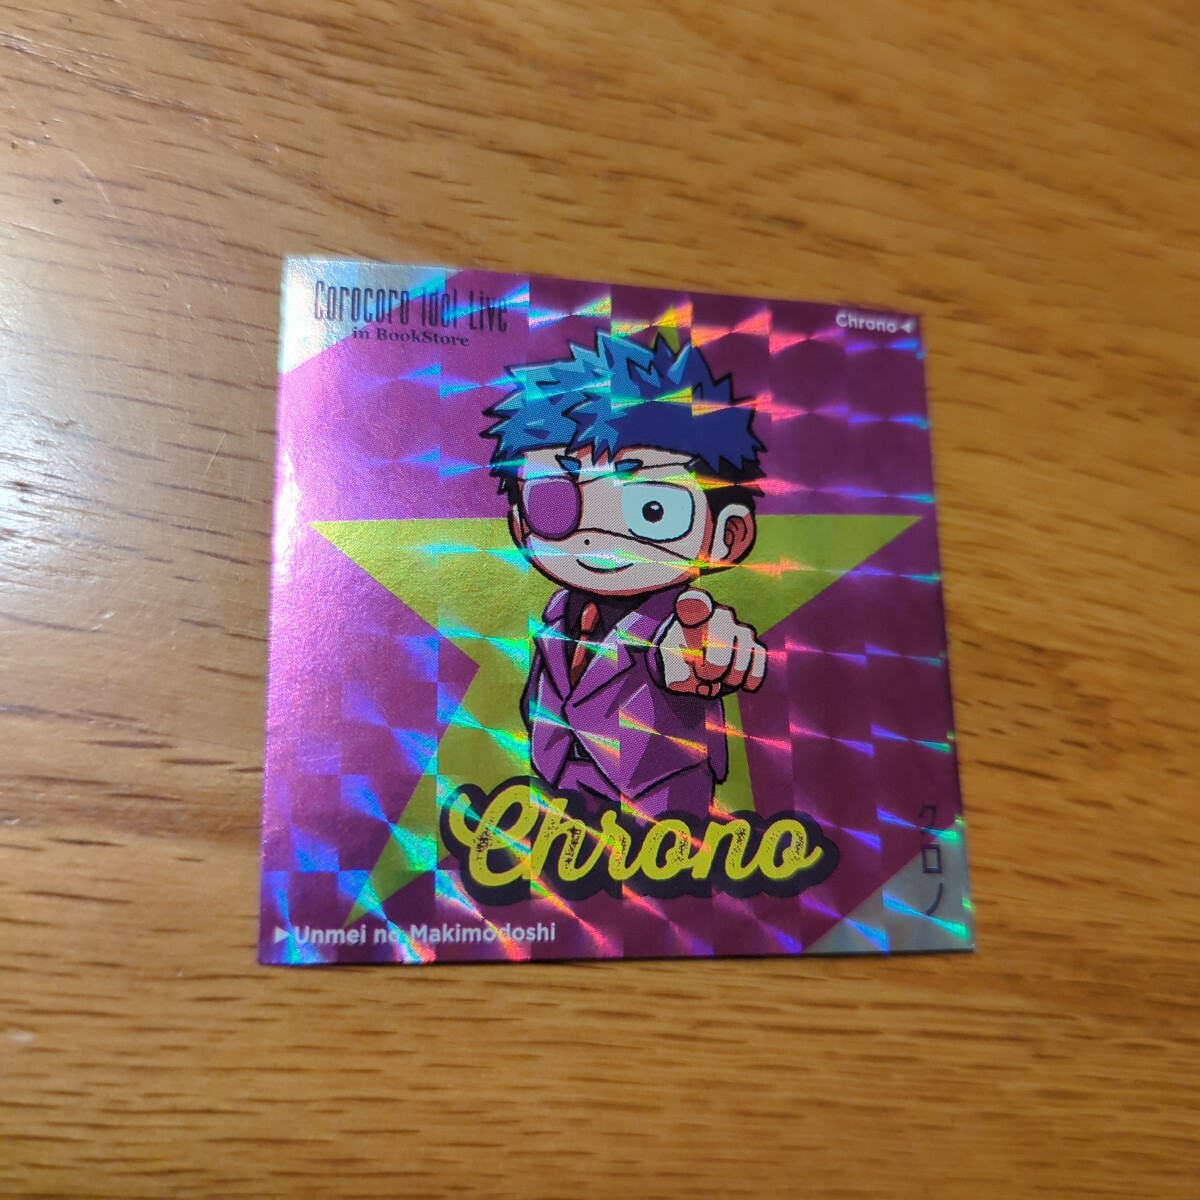 Corocoro Idol Live
in BookStore
Chrono◀
Chrono
クロノ
▶Unmei no Makimodoshi